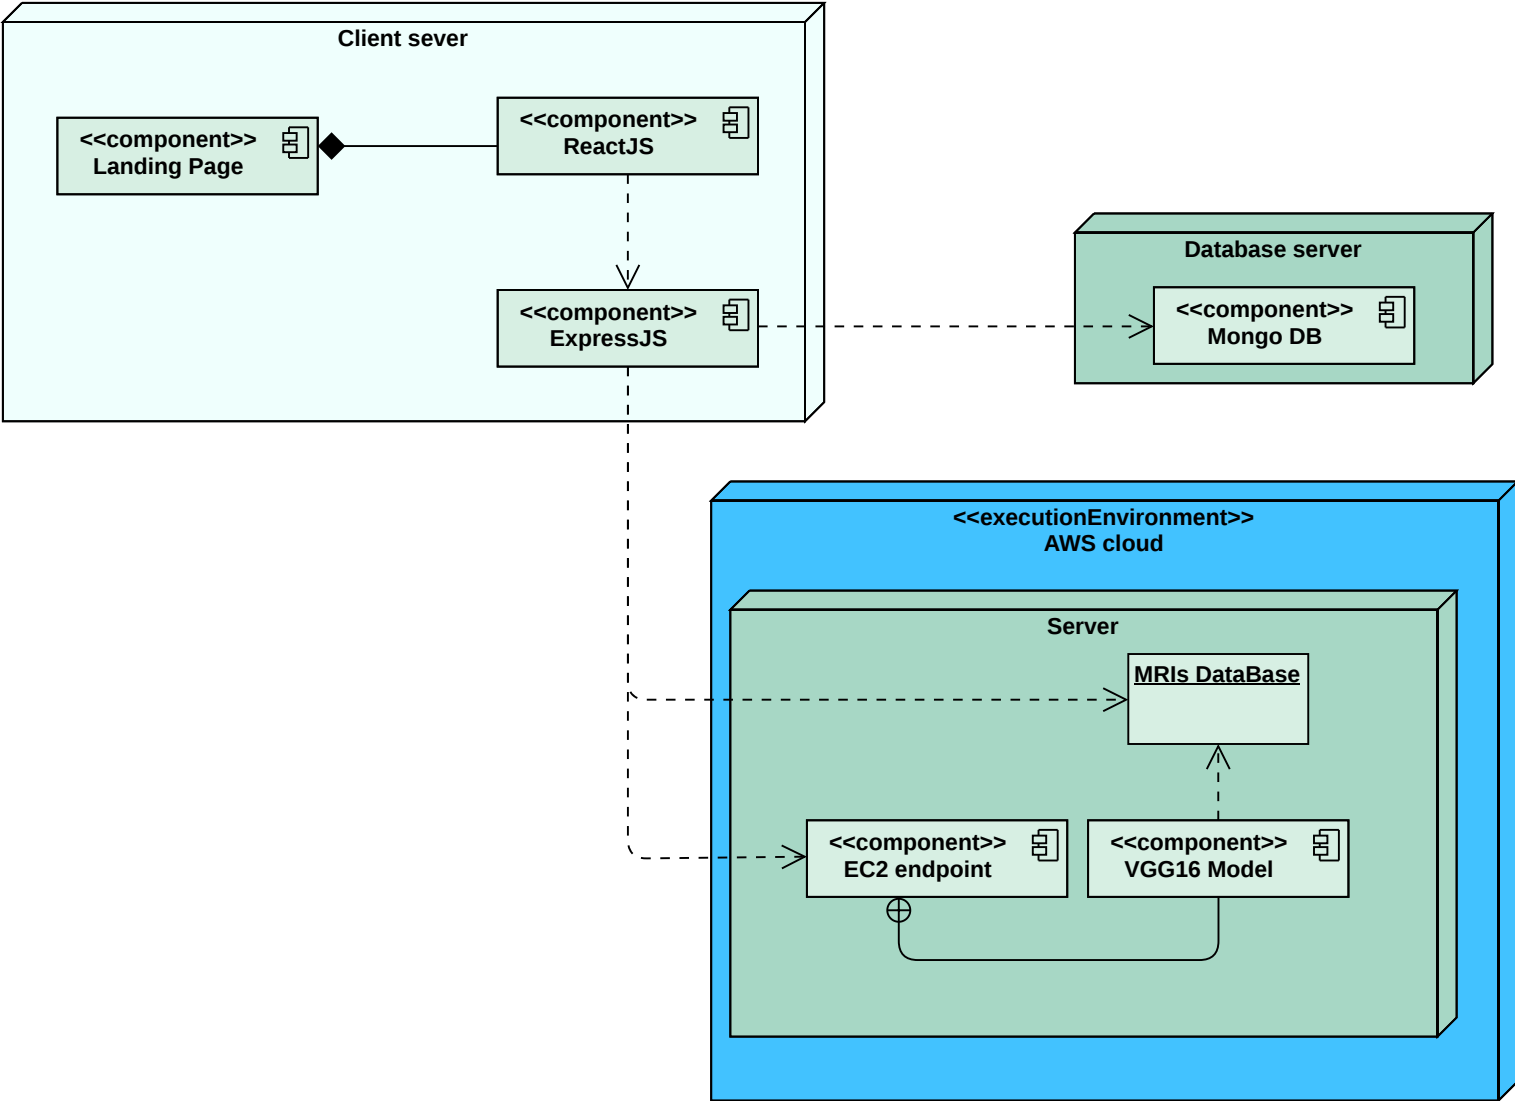 Client sever
<<component>>
Landing Page
<<component>>
ReactJS
<<component>>
ExpressJS
Database server
<<component>>
Mongo DB
<<executionEnvironment>>
AWS cloud
Server
MRIs DataBase
<<component>>
EC2 endpoint
<<component>>
VGG16 Model